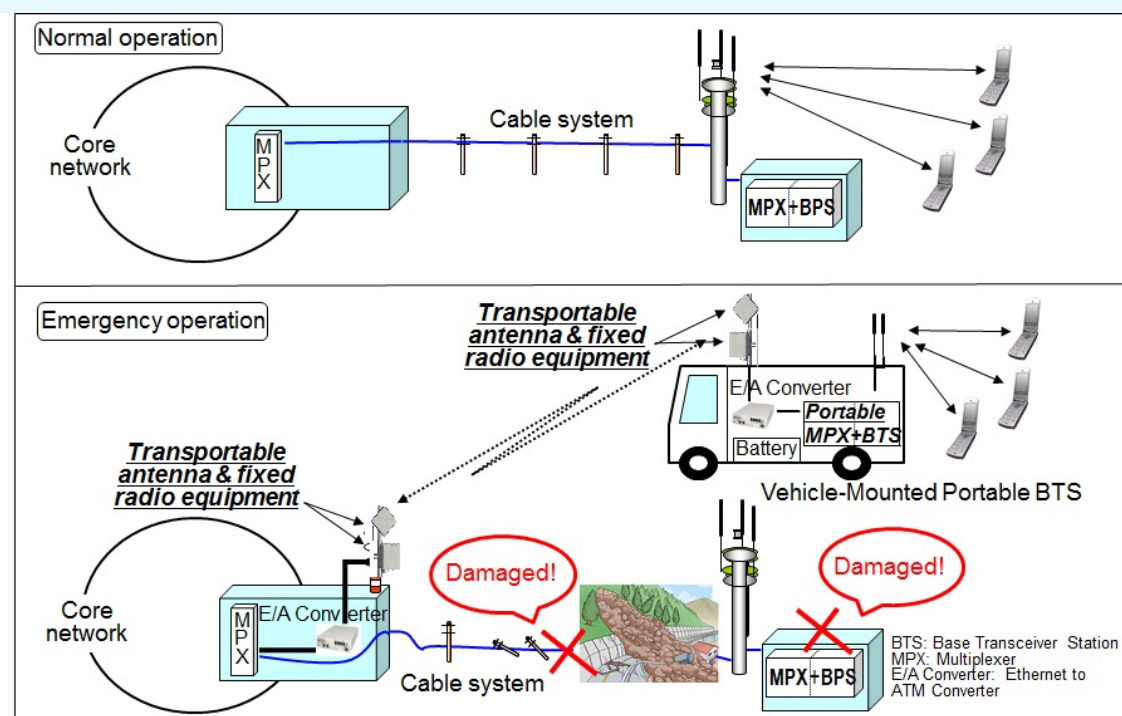 Normal operation
Core
network
MPX
Cable system
MPX+BPS
Emergency operation
Transportable
antenna & fixed
radio equipment
E/A Converter
Portable
MPX+BTS
Battery
Vehicle-Mounted Portable BTS
Transportable
antenna & fixed
radio equipment
Core
network
MPX
E/A Converter
Damaged!
Cable system
Damaged!
MPX+BPS
BTS: Base Transceiver Station
MPX: Multiplexer
E/A Converter: Ethernet to
ATM Converter